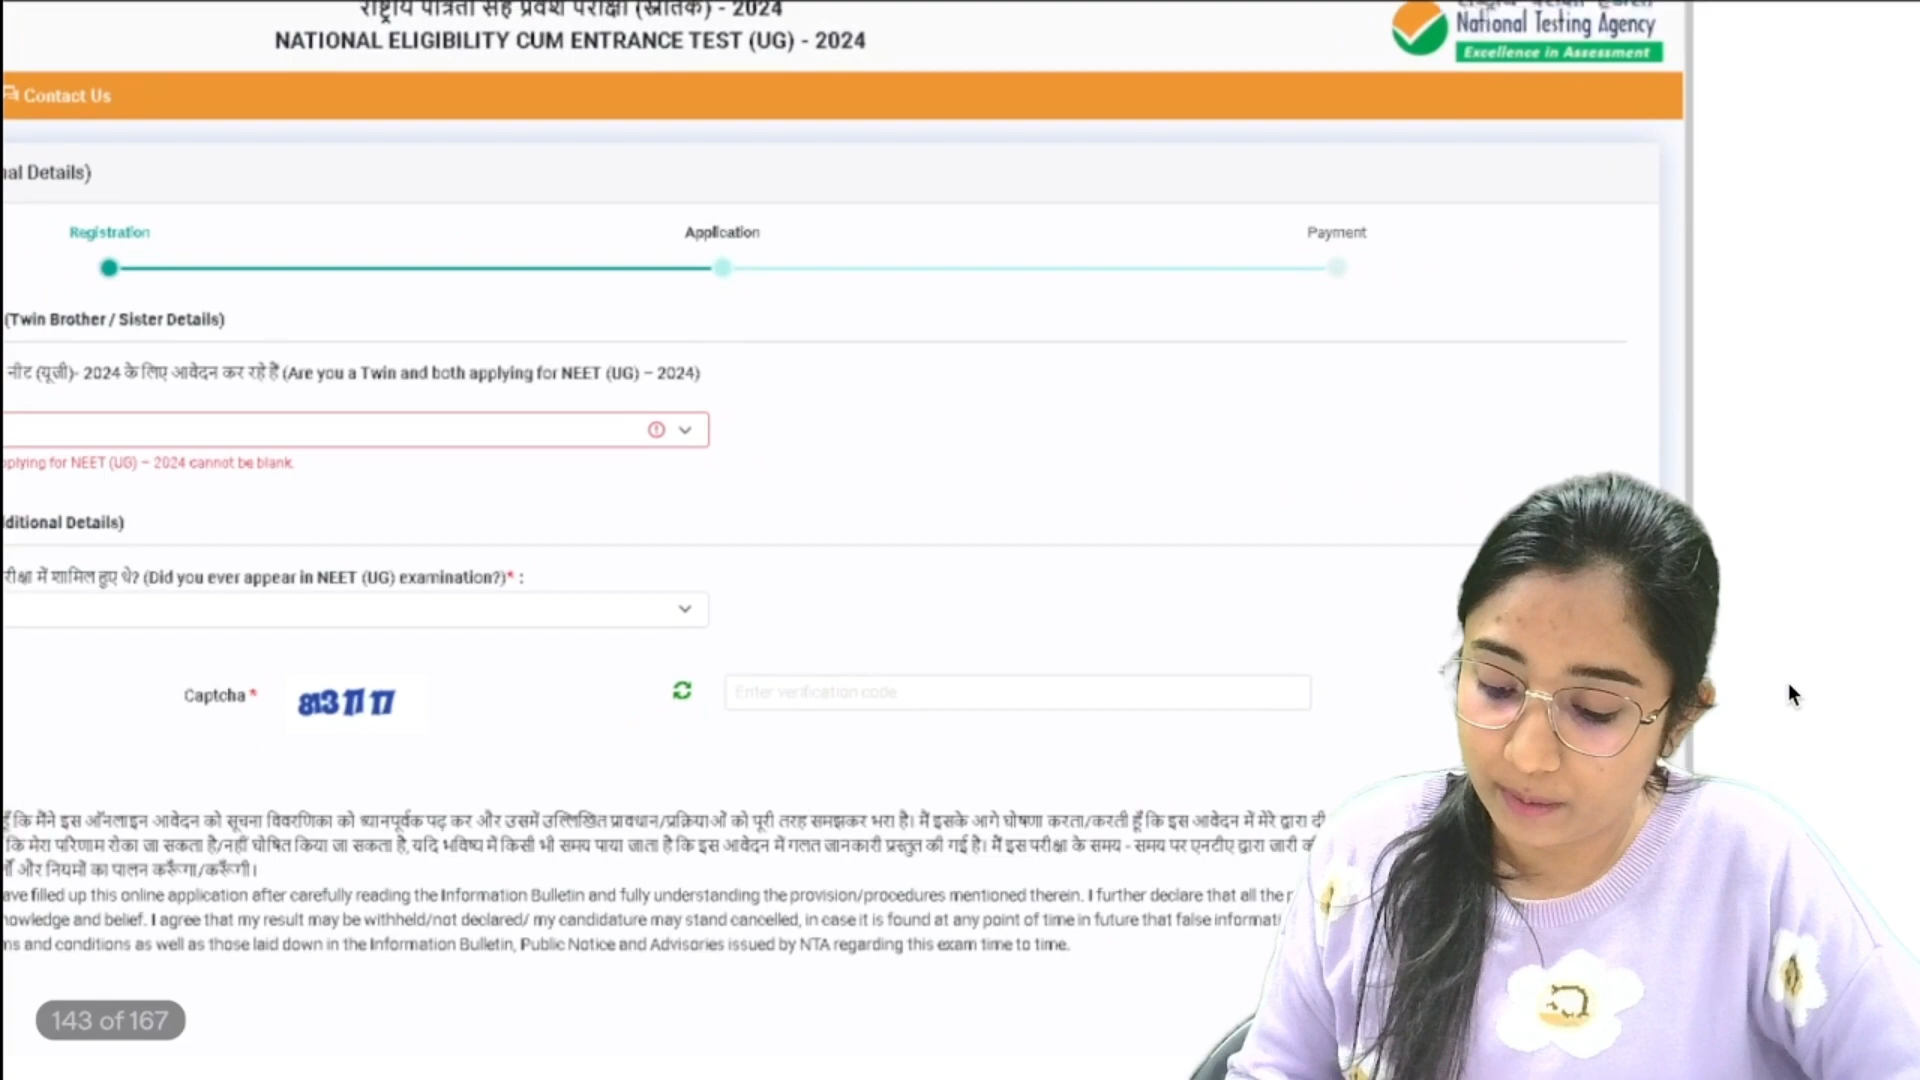 राष्ट्रीय पात्रता सह प्रवेश परीक्षा (स्नातक) - 2024
NATIONAL ELIGIBILITY CUM ENTRANCE TEST (UG) - 2024
National Testing Agency
Excellence in Assessment
Contact Us
nal Details)
Registration
Application
Payment
(Twin Brother / Sister Details)
नीट (यूजी)- 2024 के लिए आवेदन कर रहे हैं (Are you a Twin and both applying for NEET (UG) – 2024)
pplying for NEET (UG) – 2024 cannot be blank.
ditional Details)
रीक्षा में शामिल हुए थे? (Did you ever appear in NEET (UG) examination?)* :
Captcha *
Enter verification code
हूँ कि मैंने इस ऑनलाइन आवेदन को सूचना विवरणिका को ध्यानपूर्वक पढ़ कर और उसमें उल्लिखित प्रावधान/प्रक्रियाओं को पूरी तरह समझकर भरा है। मैं इसके आगे घोषणा करता/करती हूँ कि इस आवेदन में मेरे द्वारा दी
कि मेरा परिणाम रोका जा सकता है/नहीं घोषित किया जा सकता है, यदि भविष्य में किसी भी समय पाया जाता है कि इस आवेदन में गलत जानकारी प्रस्तुत की गई है। मैं इस परीक्षा के समय - समय पर एनटीए द्वारा जारी
और नियमों का पालन करूँगा/करूँगी।
ave filled up this online application after carefully reading the Information Bulletin and fully understanding the provision/procedures mentioned therein. I further declare that all the p
nowledge and belief. I agree that my result may be withheld/not declared/ my candidature may stand cancelled, in case it is found at any point of time in future that false informati
ms and conditions as well as those laid down in the Information Bulletin, Public Notice and Advisories issued by NTA regarding this exam time to time.
143 of 167